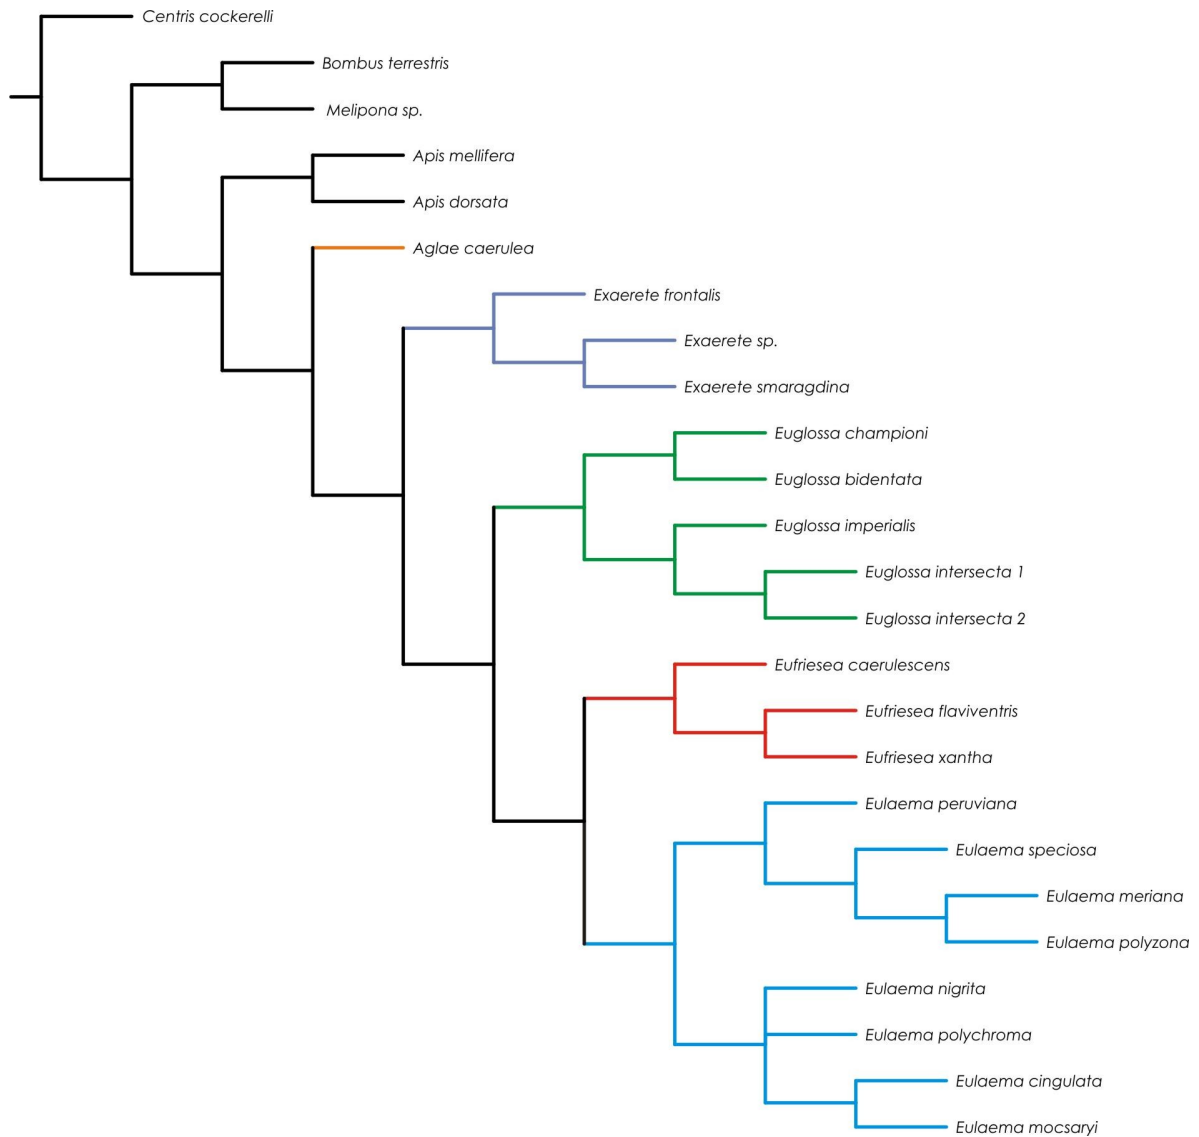 Centris cockerelli
Bombus terrestris
Melipona sp.
Apis mellifera
Apis dorsata
Aglae caerulea
Exaerete frontalis
Exaerete sp.
Exaerete smaragdina
Euglossa championi
Euglossa bidentata
Euglossa imperialis
Euglossa intersecta 1
Euglossa intersecta 2
Eufriesea caerulescens
Eufriesea flaviventris
Eufriesea xantha
Eulaema peruviana
Eulaema speciosa
Eulaema meriana
Eulaema polyzona
Eulaema nigrita
Eulaema polychroma
Eulaema cingulata
Eulaema mocsaryi